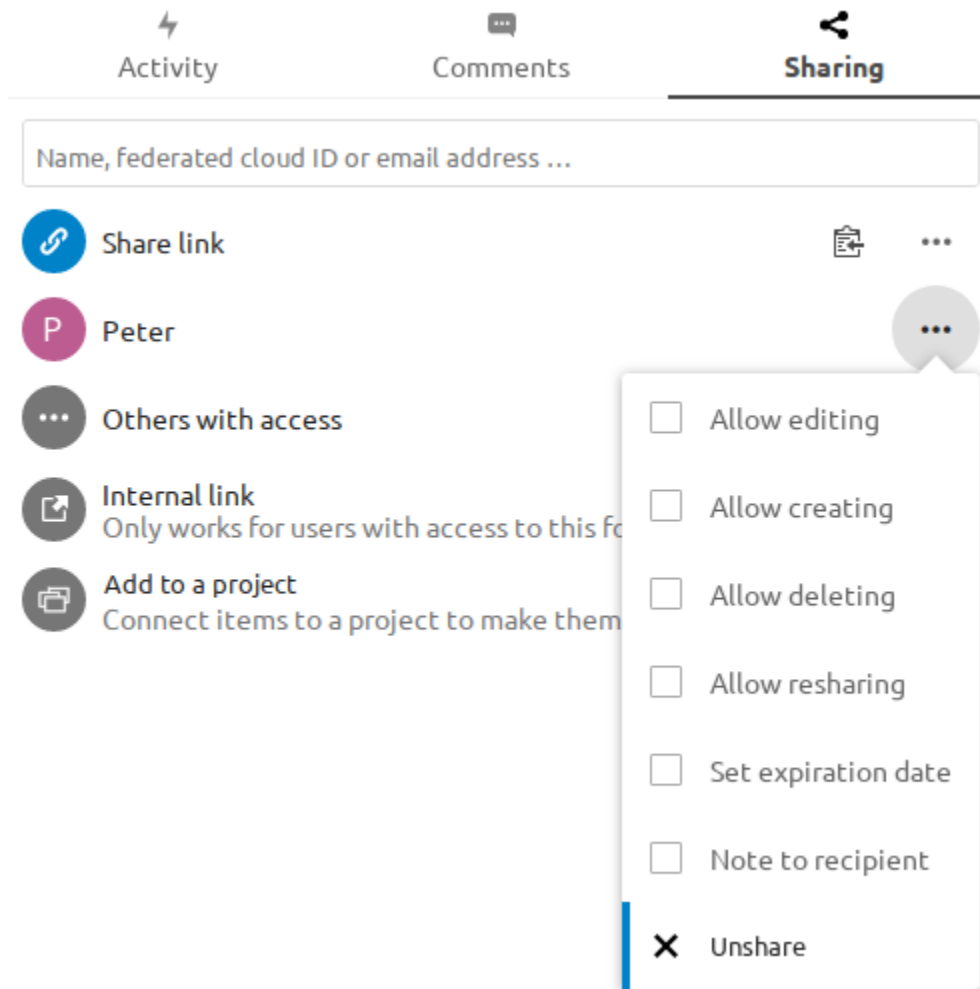 Activity
Comments
Sharing
Name, federated cloud ID or email address ...
Share link
P
Peter
Others with access
Internal link
Only works for users with access to this fo
Add to a project
Connect items to a project to make them
Allow editing
Allow creating
Allow deleting
Allow resharing
Set expiration date
Note to recipient
Unshare